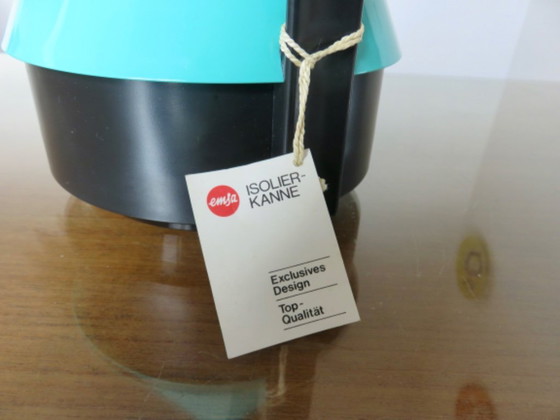 emsa
ISOLIER-
KANNE
Exclusives
Design
Top-
Qualität